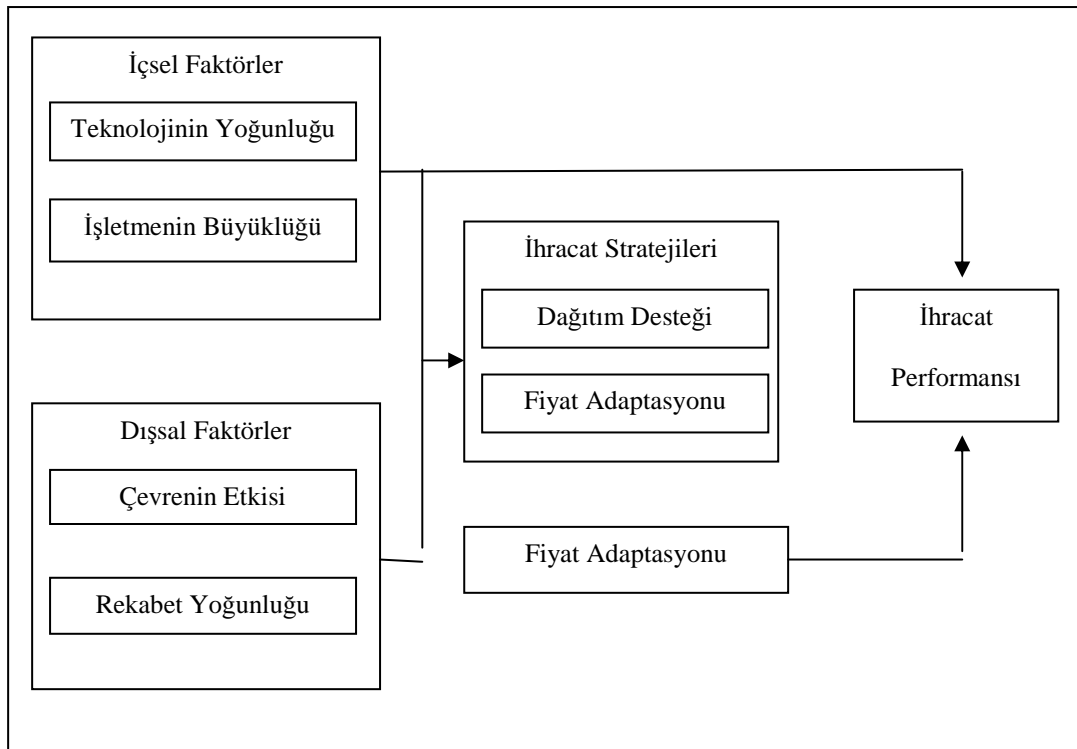 İçsel Faktörler
Teknolojinin Yoğunluğu
İşletmenin Büyüklüğü
Dışsal Faktörler
Çevrenin Etkisi
Rekabet Yoğunluğu
İhracat Stratejileri
Dağıtım Desteği
Fiyat Adaptasyonu
Fiyat Adaptasyonu
İhracat
Performansı